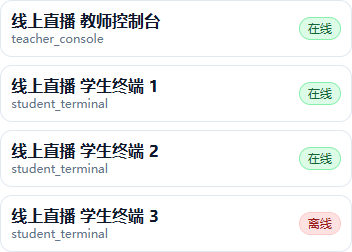 线上直播 教师控制台
在线
teacher_console
线上直播 学生终端 1
在线
student_terminal
线上直播 学生终端 2
在线
student_terminal
线上直播 学生终端 3
离线
student_terminal